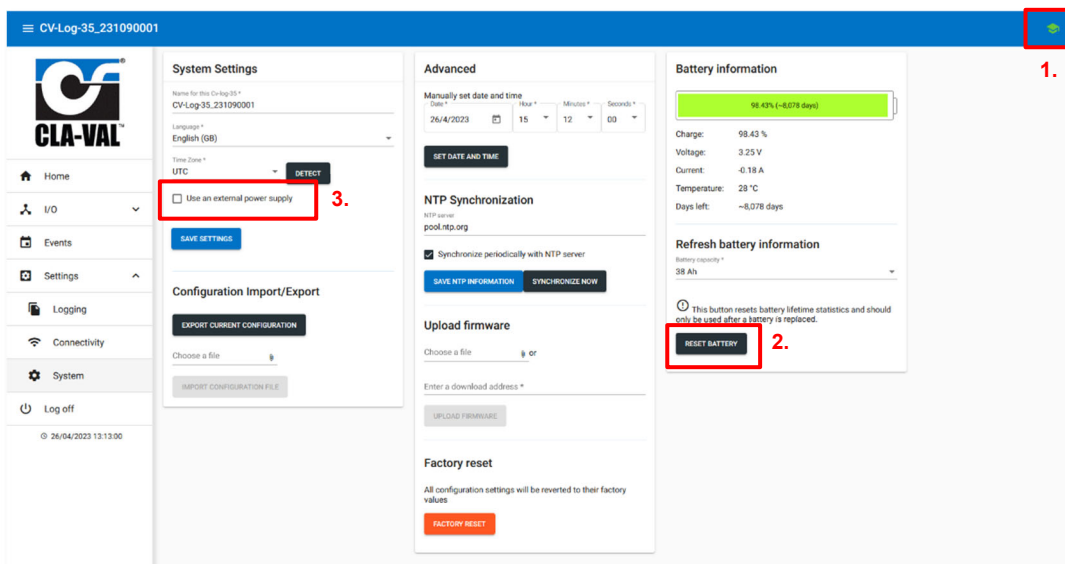 CV-Log-35_231090001
1.
CLA-VAL
Home
I/O
Events
Settings
Logging
Connectivity
System
Log off
26/04/2023 13:13:00
System Settings
Name for this Cv-log-35 *
CV-Log-35_231090001
Language *
English (GB)
Time Zone *
UTC
DETECT
Use an external power supply
3.
SAVE SETTINGS
Configuration Import/Export
EXPORT CURRENT CONFIGURATION
Choose a file
IMPORT CONFIGURATION FILE
Advanced
Manually set date and time
Date * Hour * Minutes * Seconds *
26/4/2023 15 12 00
SET DATE AND TIME
NTP Synchronization
NTP server
pool.ntp.org
Synchronize periodically with NTP server
SAVE NTP INFORMATION SYNCHRONIZE NOW
Upload firmware
Choose a file or
Enter a download address *
UPLOAD FIRMWARE
Factory reset
All configuration settings will be reverted to their factory
values
FACTORY RESET
Battery information
98.43% (~8,078 days)
Charge: 98.43 %
Voltage: 3.25 V
Current: -0.18 A
Temperature: 28 °C
Days left: ~8,078 days
Refresh battery information
Battery capacity *
38 Ah
This button resets battery lifetime statistics and should
only be used after a battery is replaced.
RESET BATTERY
2.